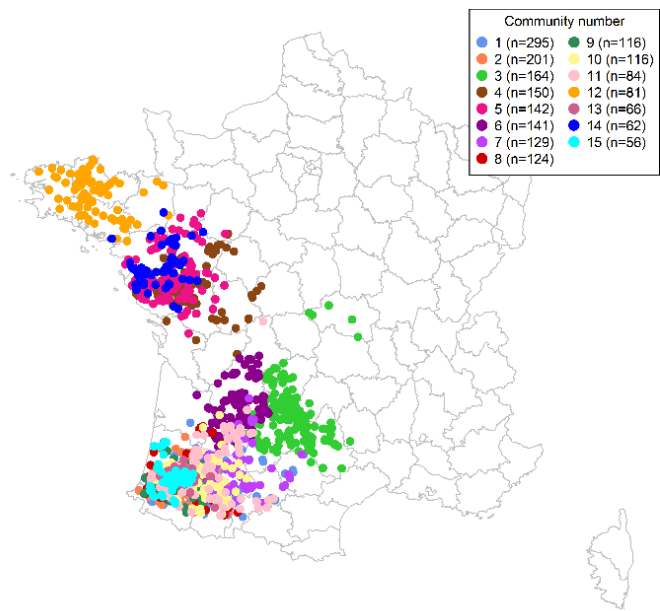 Community number
1 (n=295) 9 (n=116)
2 (n=201) 10 (n=116)
3 (n=164) 11 (n=84)
4 (n=150) 12 (n=81)
5 (n=142) 13 (n=66)
6 (n=141) 14 (n=62)
7 (n=129) 15 (n=56)
8 (n=124)